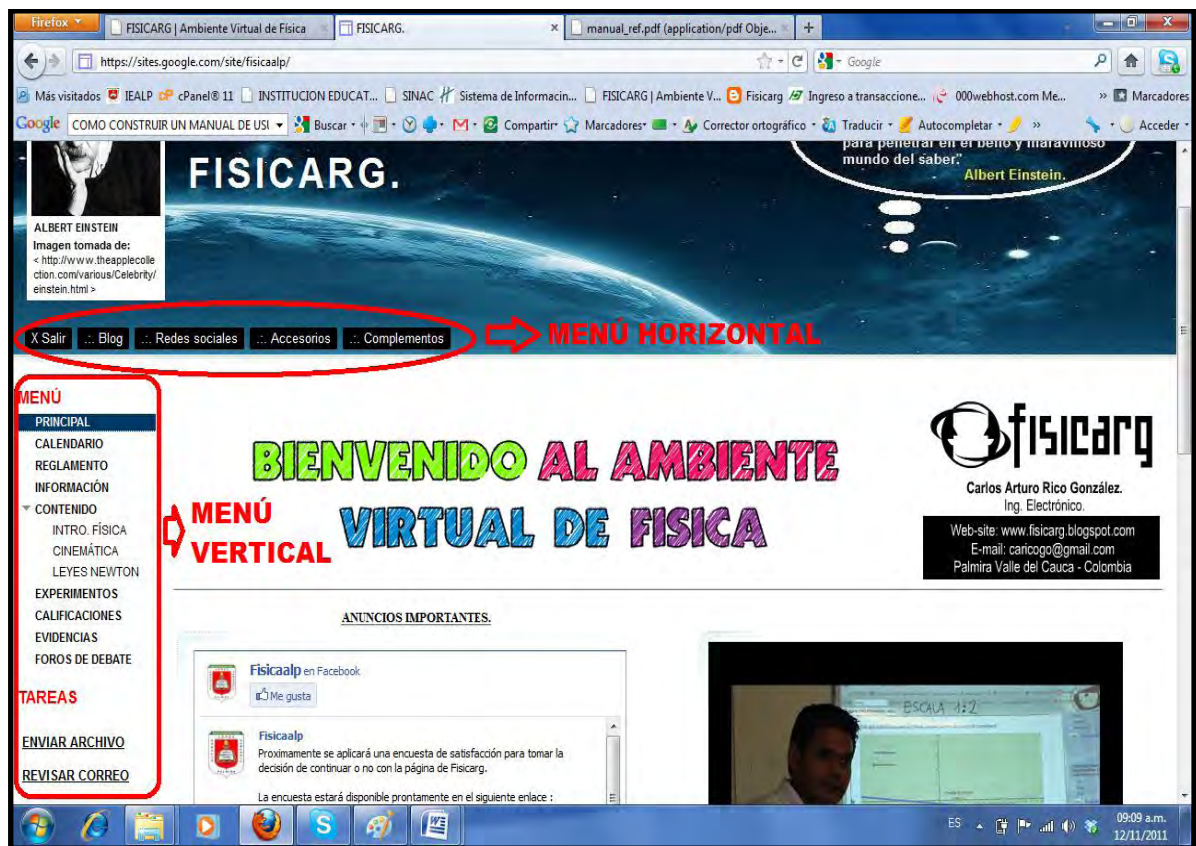 Firefox
FISICARG | Ambiente Virtual de Física
FISICARG.
manual_ref.pdf (application/pdf Obje...
https://sites.google.com/site/fisicaalp/
Google
Más visitados
IEALP
cPanel® 11
INSTITUCION EDUCAT...
SINAC
Sistema de Informacin...
FISICARG | Ambiente V...
Fisicarg
Ingreso a transaccione...
000webhost.com Me...
»
Marcadores
Google
COMO CONSTRUIR UN MANUAL DE USI
Buscar
Compartir
Marcadores
Corrector ortográfico
Traducir
Autocompletar
»
Acceder
para penetrar en el bello y maravilloso
mundo del saber."
Albert Einstein.
FISICARG.
ALBERT EINSTEIN
Imagen tomada de:
< http://www.theapplecolle
ction.com/various/Celebrity/
einstein.html >
X Salir
.:. Blog
.:. Redes sociales
.:. Accesorios
.:. Complementos
MENÚ HORIZONTAL
MENÚ
PRINCIPAL
CALENDARIO
REGLAMENTO
INFORMACIÓN
CONTENIDO
INTRO. FÍSICA
CINEMÁTICA
LEYES NEWTON
EXPERIMENTOS
CALIFICACIONES
EVIDENCIAS
FOROS DE DEBATE
TAREAS
ENVIAR ARCHIVO
REVISAR CORREO
MENÚ
VERTICAL
BIENVENIDO AL AMBIENTE
VIRTUAL DE FISICA
fisicarg
Carlos Arturo Rico González.
Ing. Electrónico.
Web-site: www.fisicarg.blogspot.com
E-mail: caricogo@gmail.com
Palmira Valle del Cauca - Colombia
ANUNCIOS IMPORTANTES.
Fisicaalp en Facebook
Me gusta
Fisicaalp
Proximamente se aplicará una encuesta de satisfacción para tomar la
decisión de continuar o no con la página de Fisicarg.
La encuesta estará disponible prontamente en el siguiente enlace :
ESCALA 1:2
ES
09:09 a.m.
12/11/2011